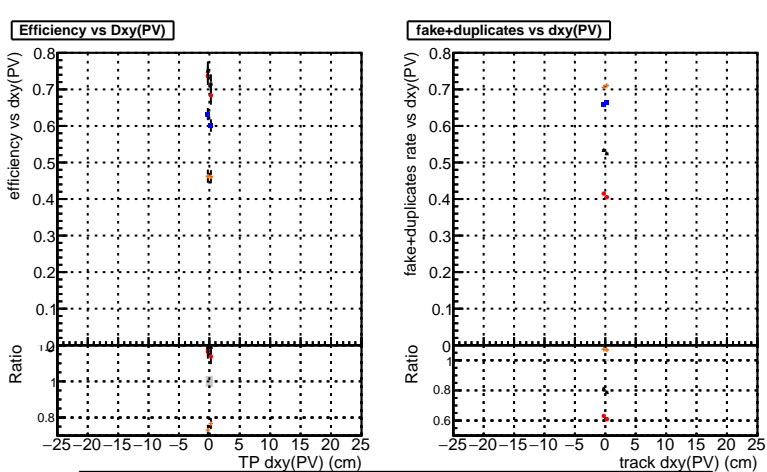 Efficiency vs Dxy(PV)
efficiency vs dxy(PV)
0.8
0.7
0.6
0.5
0.4
0.3
0.2
0.1
0
Ratio
1
0.8
−25 −20 −15 −10 −5 0 5 10 15 20 25
TP dxy(PV) (cm)
fake+duplicates vs dxy(PV)
fake+duplicates rate vs dxy(PV)
0.8
0.7
0.6
0.5
0.4
0.3
0.2
0.1
0
Ratio
1
0.8
0.6
−25 −20 −15 −10 −5 0 5 10 15 20 25
track dxy(PV) (cm)